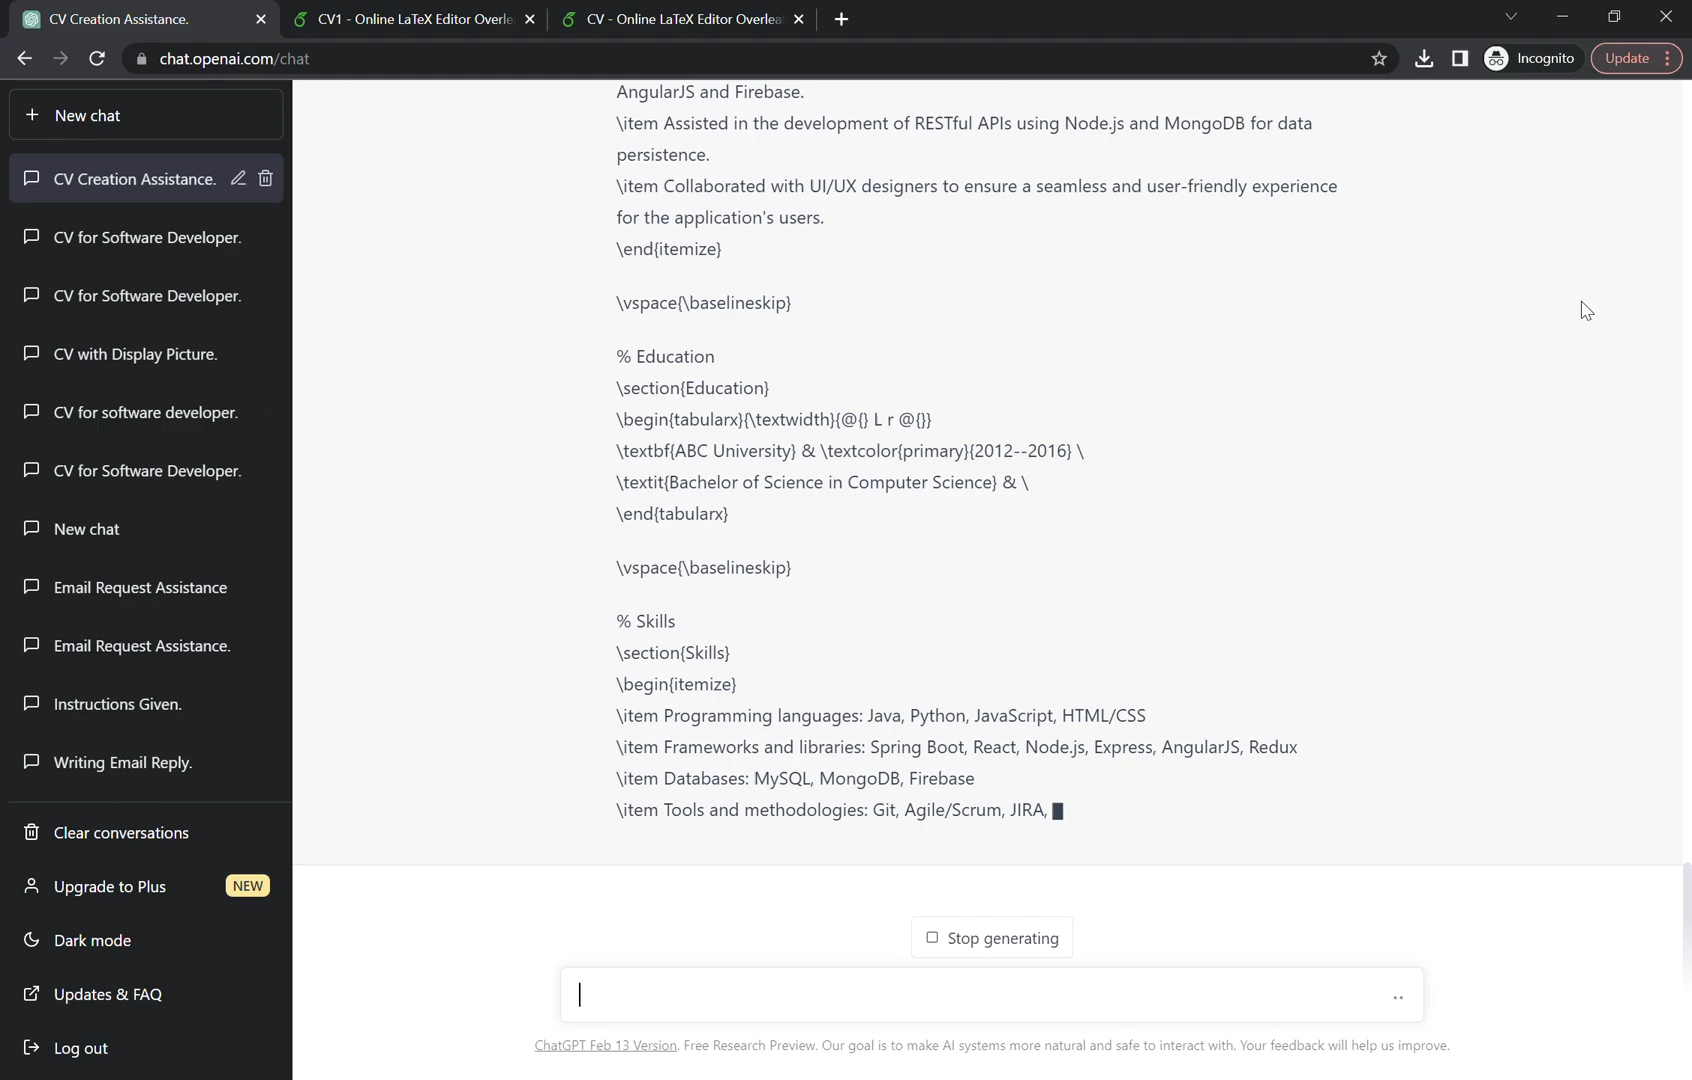 CV Creation Assistance.
CV1 - Online LaTeX Editor Overle
CV - Online LaTeX Editor Overlea
chat.openai.com/chat
Incognito
Update
New chat
CV Creation Assistance.
CV for Software Developer.
CV for Software Developer.
CV with Display Picture.
CV for software developer.
CV for Software Developer.
New chat
Email Request Assistance
Email Request Assistance.
Instructions Given.
Writing Email Reply.
Clear conversations
Upgrade to Plus NEW
Dark mode
Updates & FAQ
Log out
AngularJS and Firebase.
\item Assisted in the development of RESTful APIs using Node.js and MongoDB for data
persistence.
\item Collaborated with UI/UX designers to ensure a seamless and user-friendly experience
for the application's users.
\end{itemize}
\vspace{\baselineskip}
% Education
\section{Education}
\begin{tabularx}{\textwidth}{@{} L r @{}}
\textbf{ABC University} & \textcolor{primary}{2012--2016} \
\textit{Bachelor of Science in Computer Science} & \
\end{tabularx}
\vspace{\baselineskip}
% Skills
\section{Skills}
\begin{itemize}
\item Programming languages: Java, Python, JavaScript, HTML/CSS
\item Frameworks and libraries: Spring Boot, React, Node.js, Express, AngularJS, Redux
\item Databases: MySQL, MongoDB, Firebase
\item Tools and methodologies: Git, Agile/Scrum, JIRA,
Stop generating
ChatGPT Feb 13 Version. Free Research Preview. Our goal is to make AI systems more natural and safe to interact with. Your feedback will help us improve.